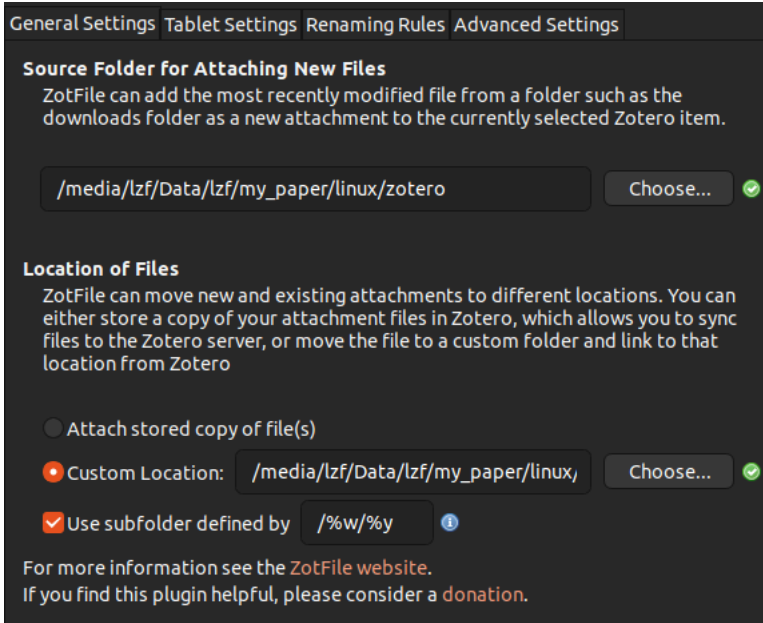 General Settings Tablet Settings Renaming Rules Advanced Settings
Source Folder for Attaching New Files
ZotFile can add the most recently modified file from a folder such as the
downloads folder as a new attachment to the currently selected Zotero item.
/media/lzf/Data/lzf/my_paper/linux/zotero Choose...
Location of Files
ZotFile can move new and existing attachments to different locations. You can
either store a copy of your attachment files in Zotero, which allows you to sync
files to the Zotero server, or move the file to a custom folder and link to that
location from Zotero
Attach stored copy of file(s)
Custom Location: /media/lzf/Data/lzf/my_paper/linux/ Choose...
Use subfolder defined by /%w/%y
For more information see the ZotFile website.
If you find this plugin helpful, please consider a donation.